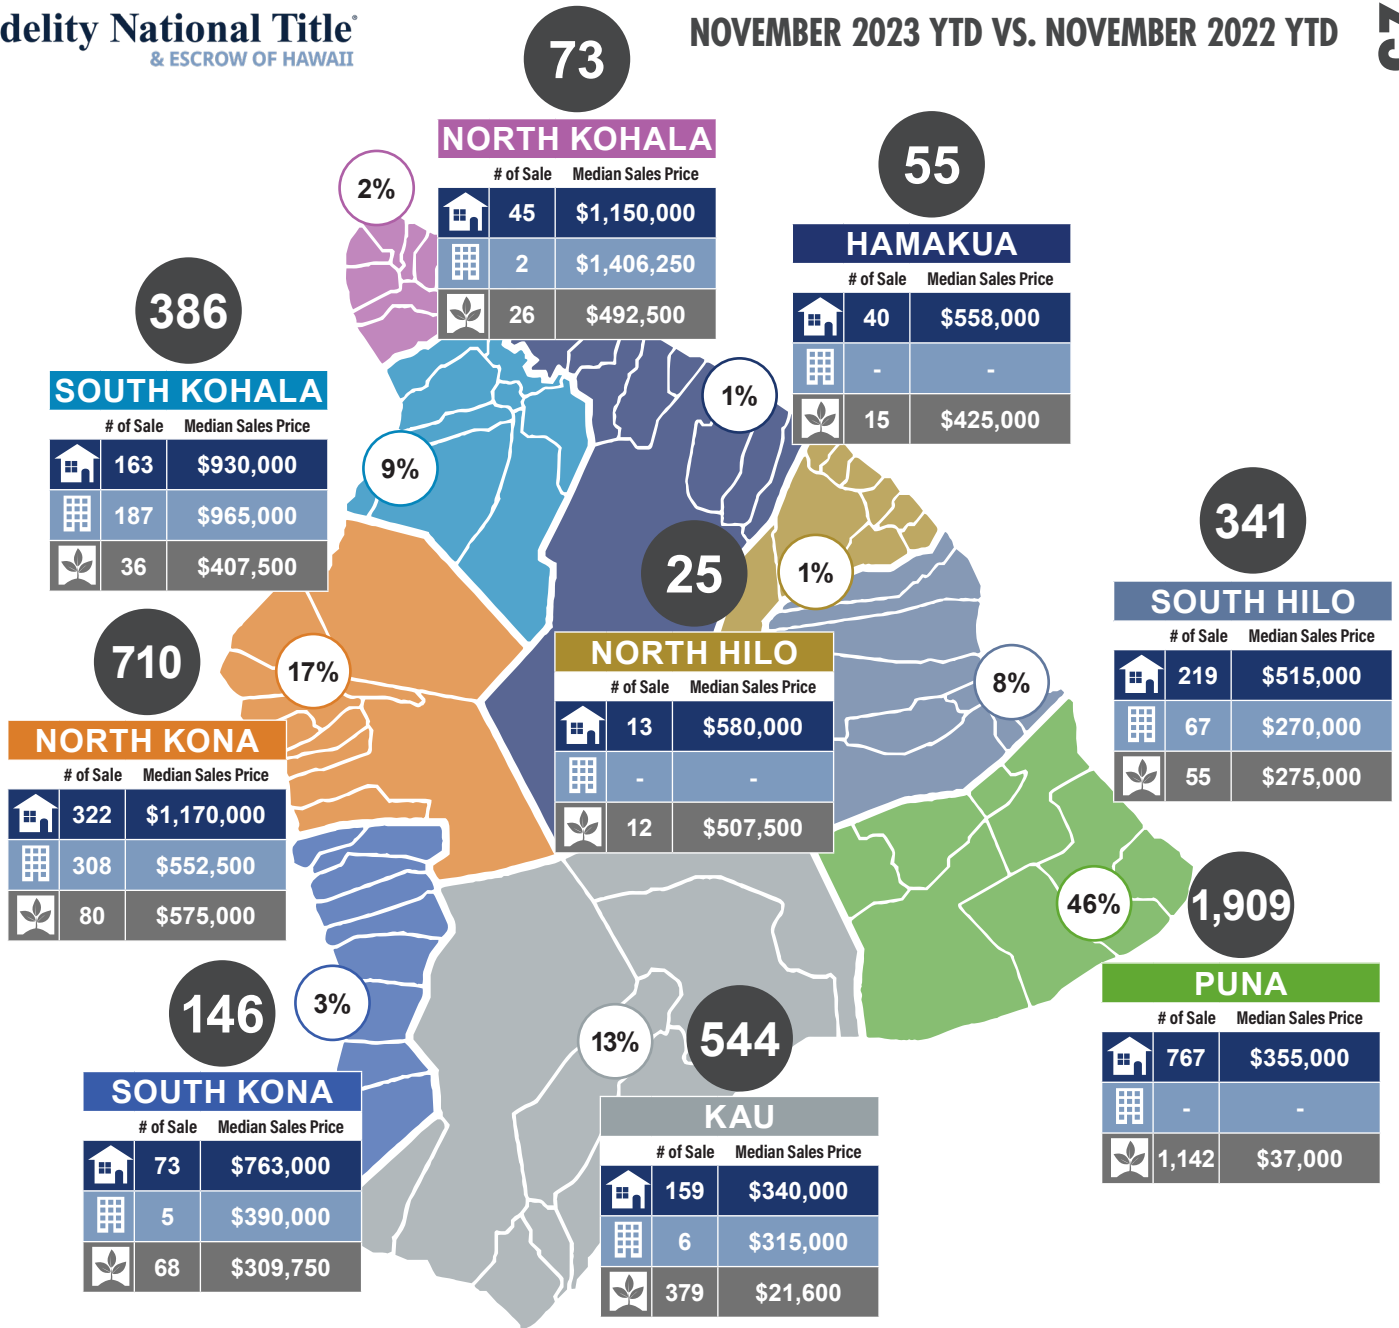 delity National Title®
& ESCROW OF HAWAII
NOVEMBER 2023 YTD VS. NOVEMBER 2022 YTD
73
NORTH KOHALA
# of Sale Median Sales Price
45 $1,150,000
2 $1,406,250
26 $492,500
2%
55
HAMAKUA
# of Sale Median Sales Price
40 $558,000
- -
15 $425,000
1%
386
SOUTH KOHALA
# of Sale Median Sales Price
163 $930,000
187 $965,000
36 $407,500
9%
25
1%
NORTH HILO
# of Sale Median Sales Price
13 $580,000
- -
12 $507,500
341
SOUTH HILO
# of Sale Median Sales Price
219 $515,000
67 $270,000
55 $275,000
8%
710
17%
NORTH KONA
# of Sale Median Sales Price
322 $1,170,000
308 $552,500
80 $575,000
46%
1,909
PUNA
# of Sale Median Sales Price
767 $355,000
- -
1,142 $37,000
146
3%
SOUTH KONA
# of Sale Median Sales Price
73 $763,000
5 $390,000
68 $309,750
13%
544
KAU
# of Sale Median Sales Price
159 $340,000
6 $315,000
379 $21,600